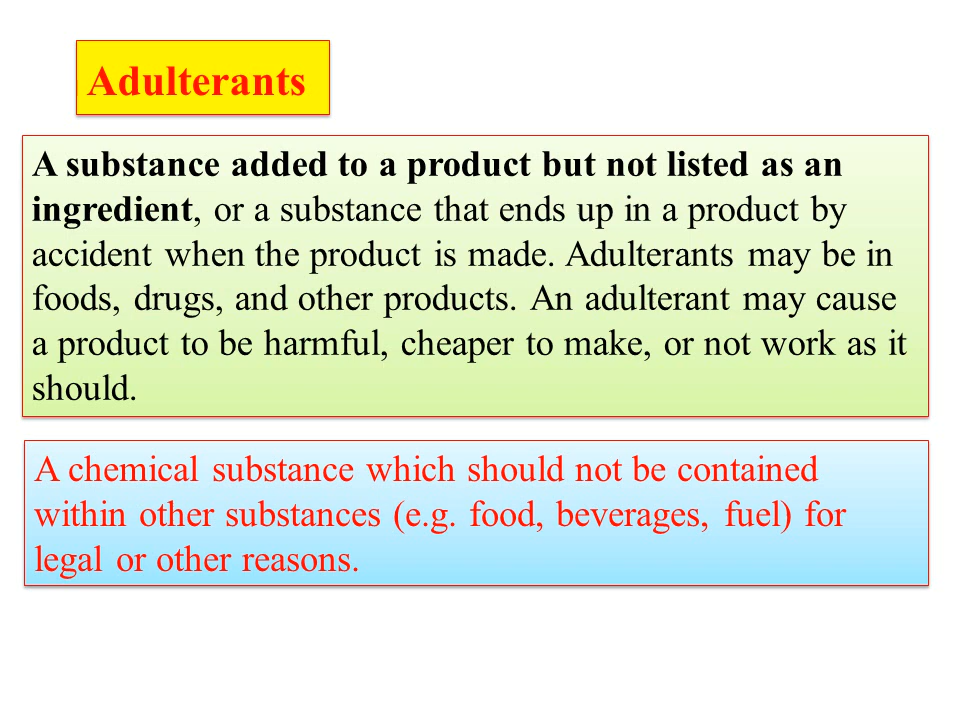 Adulterants
A substance added to a product but not listed as an
ingredient, or a substance that ends up in a product by
accident when the product is made. Adulterants may be in
foods, drugs, and other products. An adulterant may cause
a product to be harmful, cheaper to make, or not work as it
should.
A chemical substance which should not be contained
within other substances (e.g. food, beverages, fuel) for
legal or other reasons.